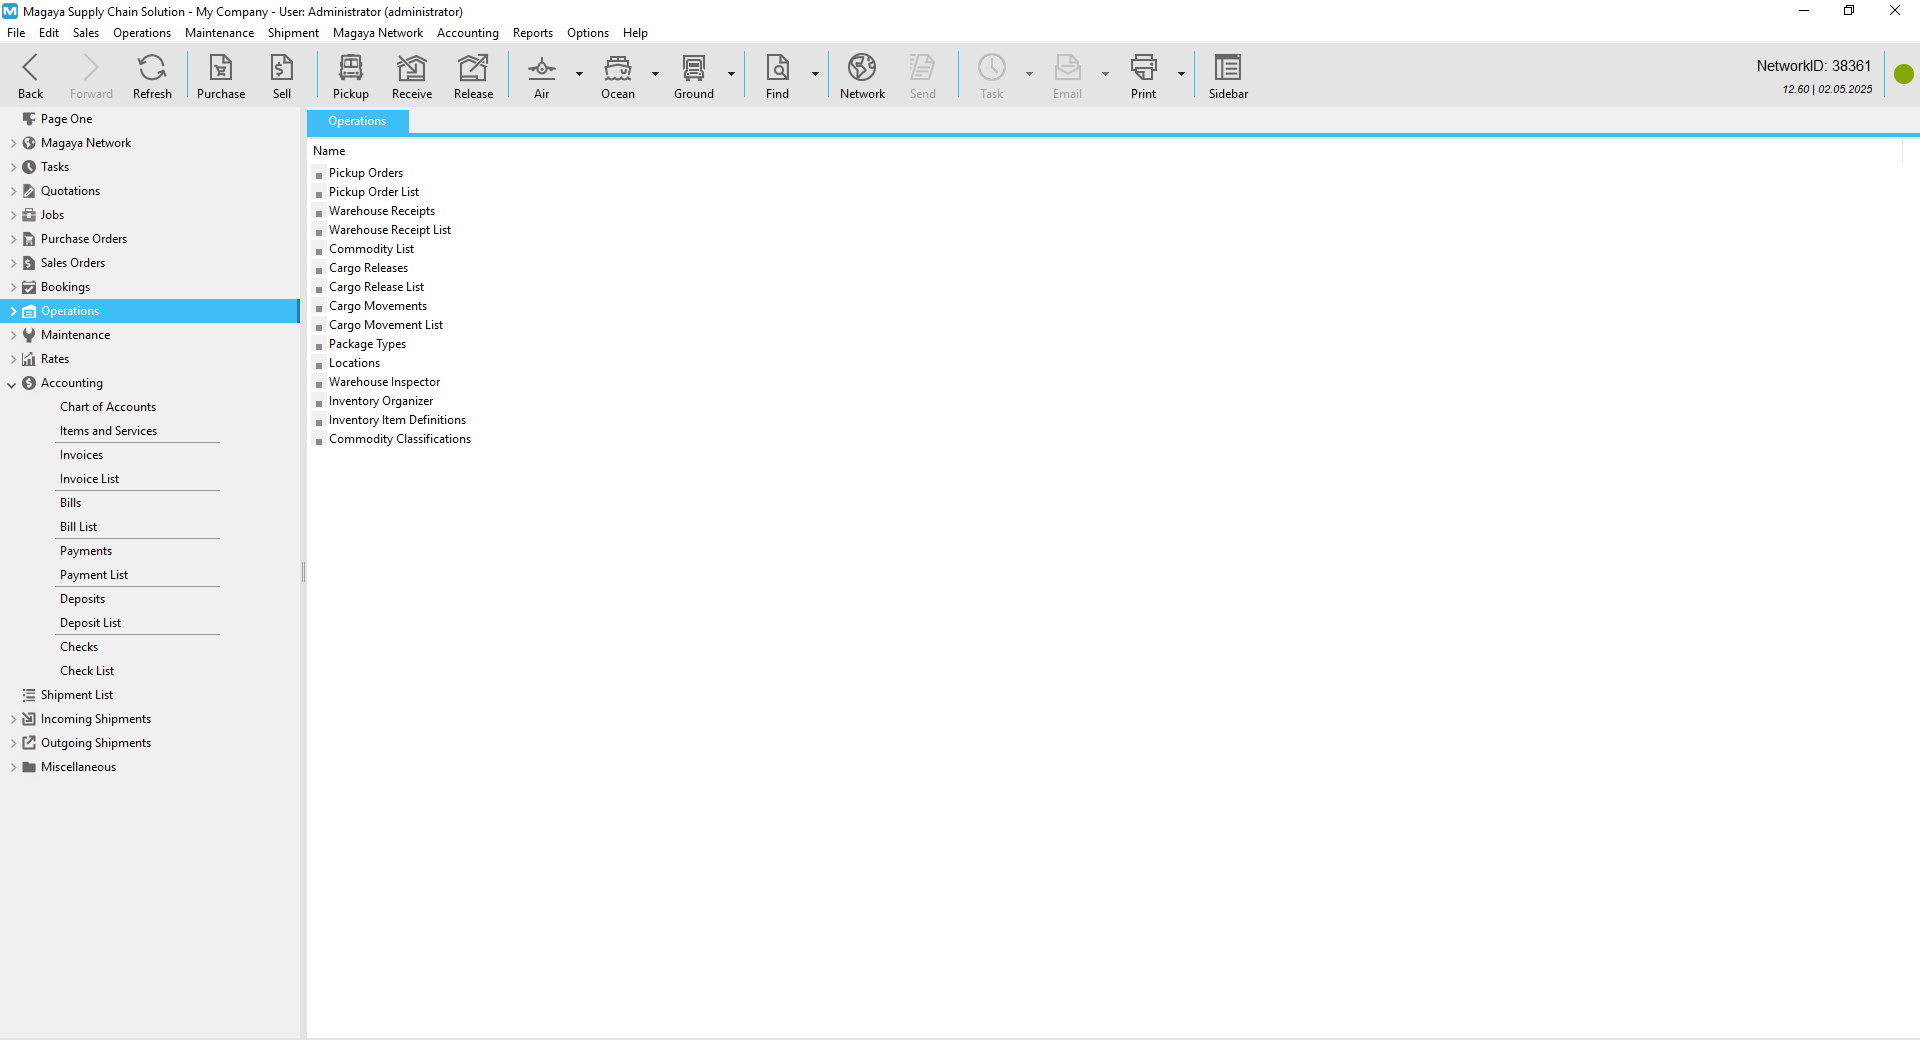 Magaya Supply Chain Solution - My Company - User: Administrator (administrator)
File Edit Sales Operations Maintenance Shipment Magaya Network Accounting Reports Options Help
Back Forward Refresh Purchase Sell Pickup Receive Release Air Ocean Ground Find Network Send Task Email Print Sidebar
NetworkID: 38361
12.60 | 02.05.2025
Page One
Magaya Network
Tasks
Quotations
Jobs
Purchase Orders
Sales Orders
Bookings
Operations
Maintenance
Rates
Accounting
Chart of Accounts
Items and Services
Invoices
Invoice List
Bills
Bill List
Payments
Payment List
Deposits
Deposit List
Checks
Check List
Shipment List
Incoming Shipments
Outgoing Shipments
Miscellaneous
Operations
Name
Pickup Orders
Pickup Order List
Warehouse Receipts
Warehouse Receipt List
Commodity List
Cargo Releases
Cargo Release List
Cargo Movements
Cargo Movement List
Package Types
Locations
Warehouse Inspector
Inventory Organizer
Inventory Item Definitions
Commodity Classifications